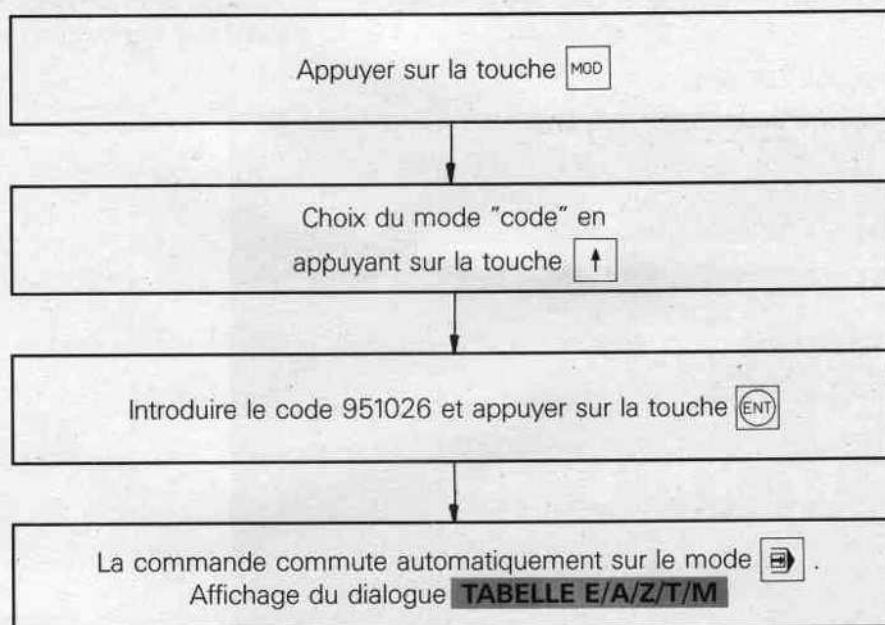 Appuyer sur la touche MOD
Choix du mode "code" en
appuyant sur la touche ↑
Introduire le code 951026 et appuyer sur la touche ENT
La commande commute automatiquement sur le mode .
Affichage du dialogue TABELLE E/A/Z/T/M